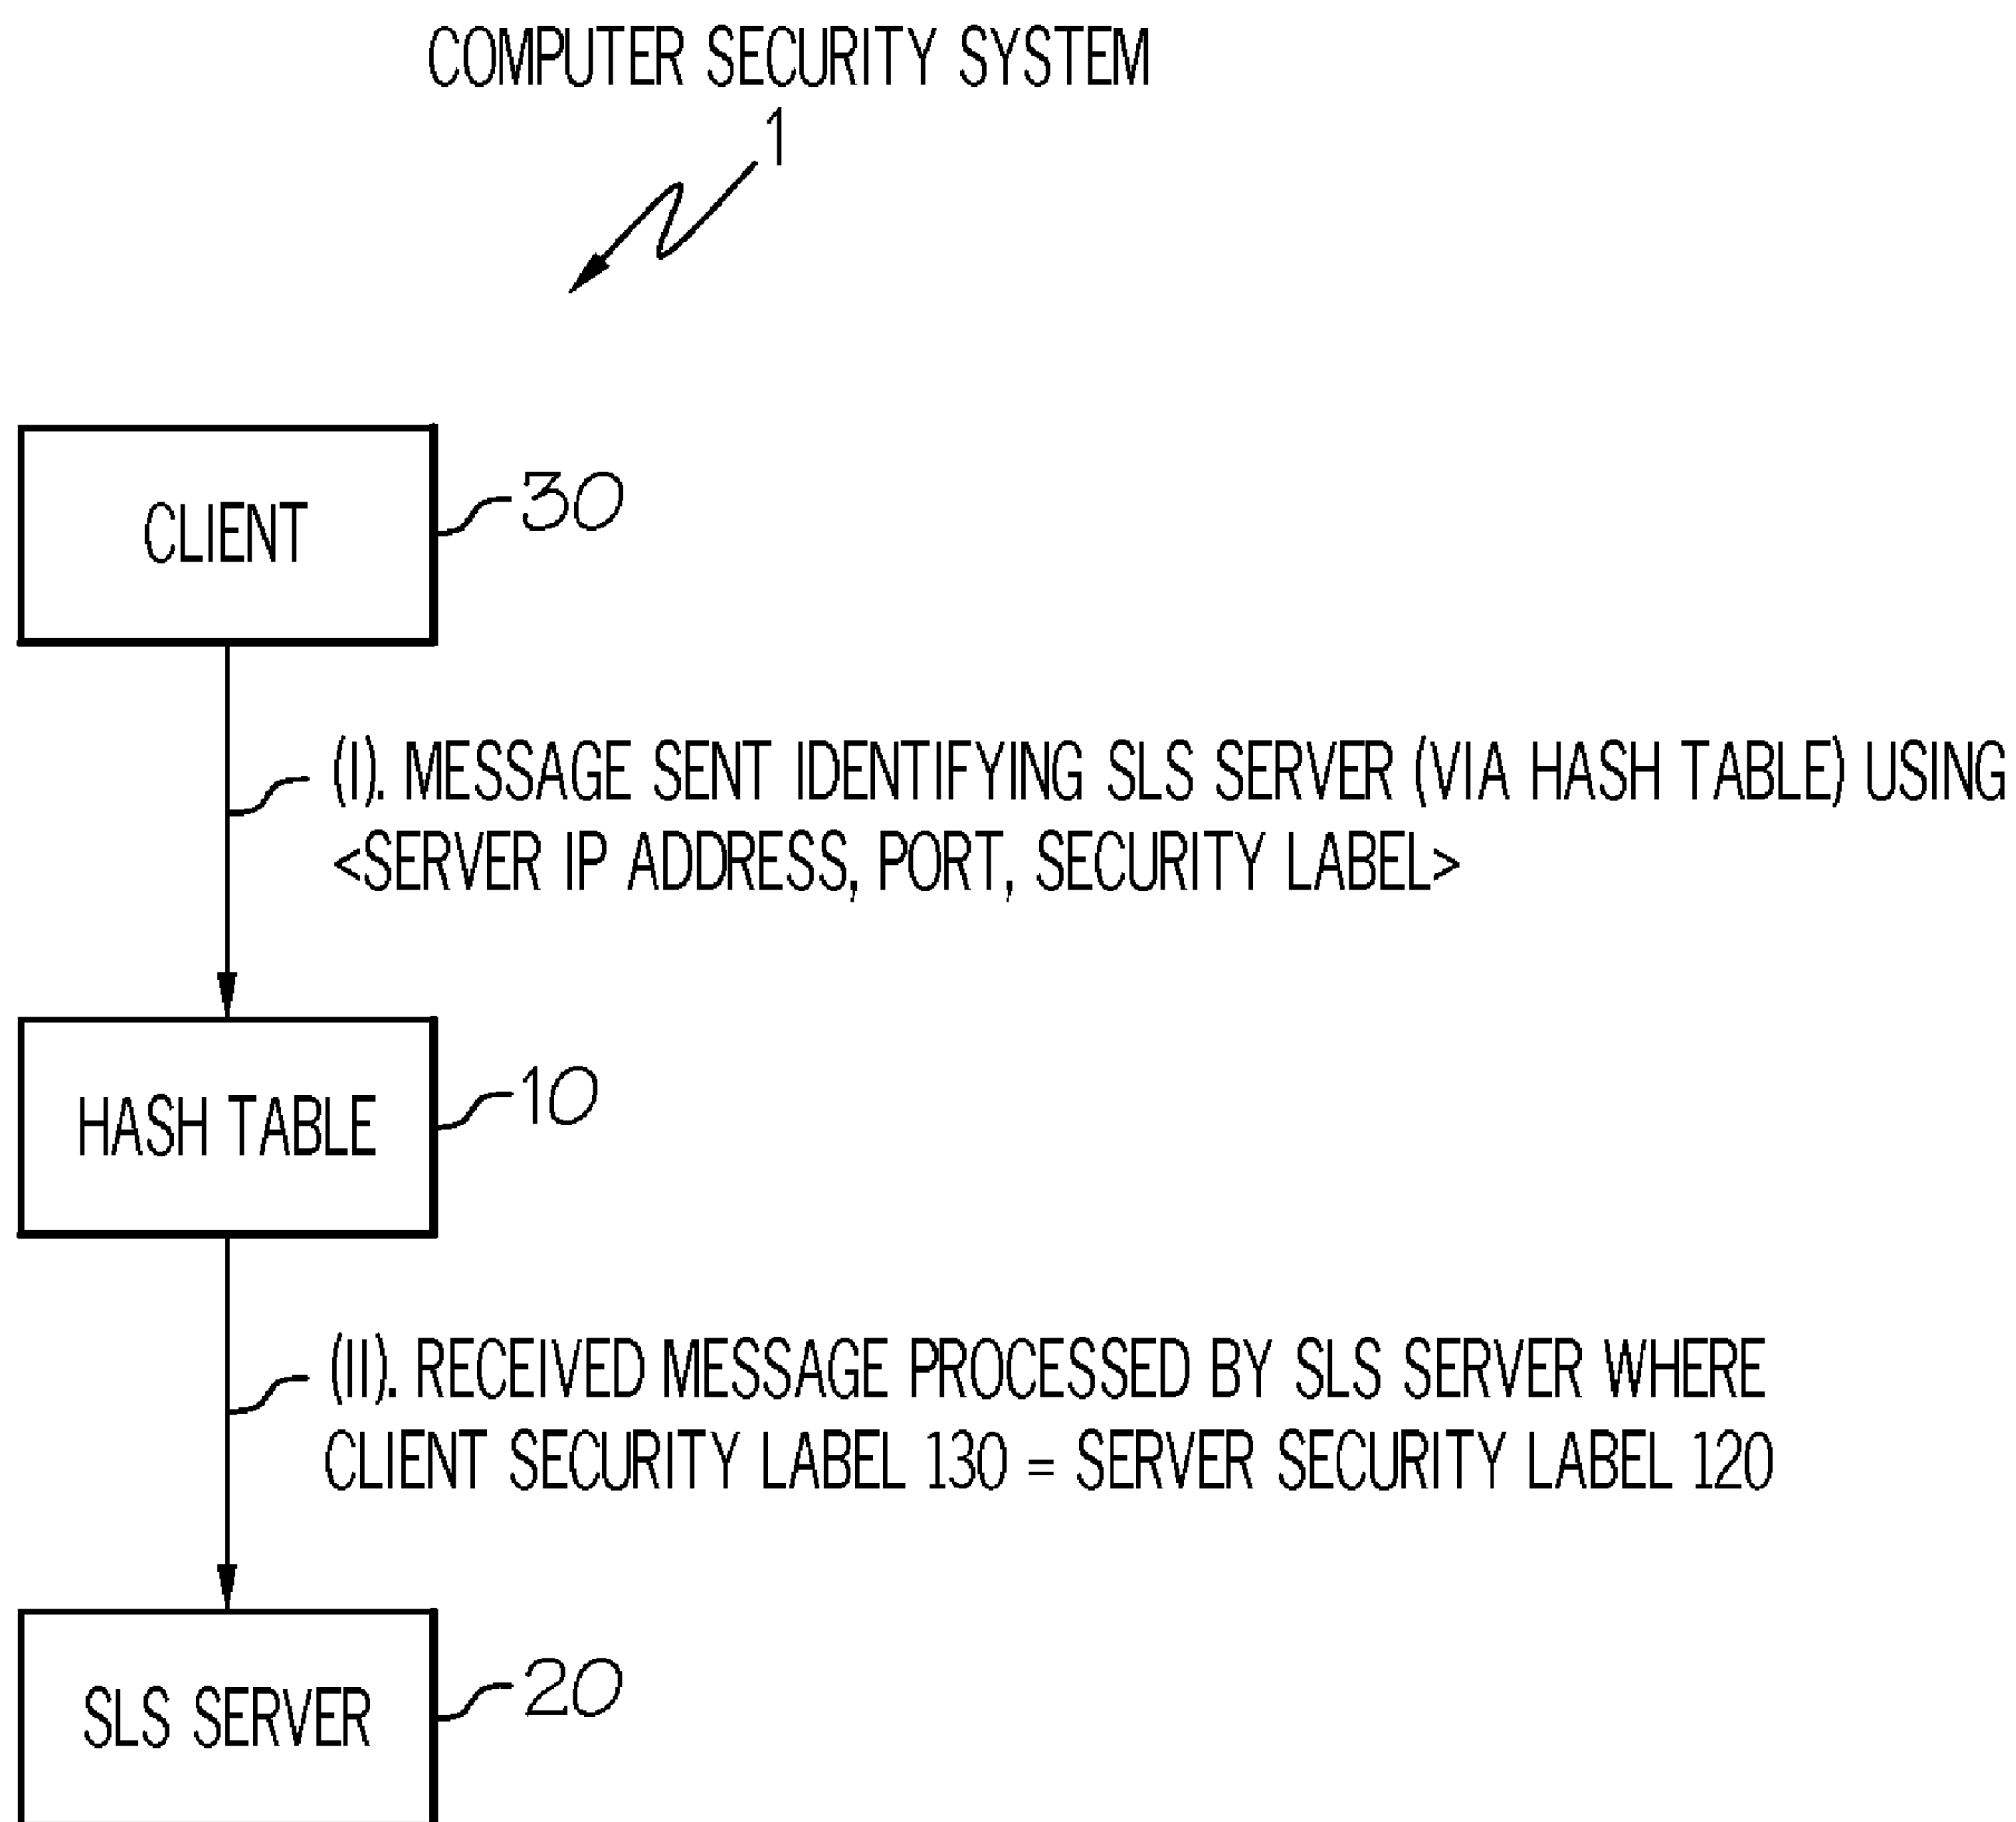 COMPUTER SECURITY SYSTEM
1
CLIENT
30
(I). MESSAGE SENT IDENTIFYING SLS SERVER (VIA HASH TABLE) USING
<SERVER IP ADDRESS, PORT, SECURITY LABEL>
HASH TABLE
10
(II). RECEIVED MESSAGE PROCESSED BY SLS SERVER WHERE
CLIENT SECURITY LABEL 130 = SERVER SECURITY LABEL 120
SLS SERVER
20